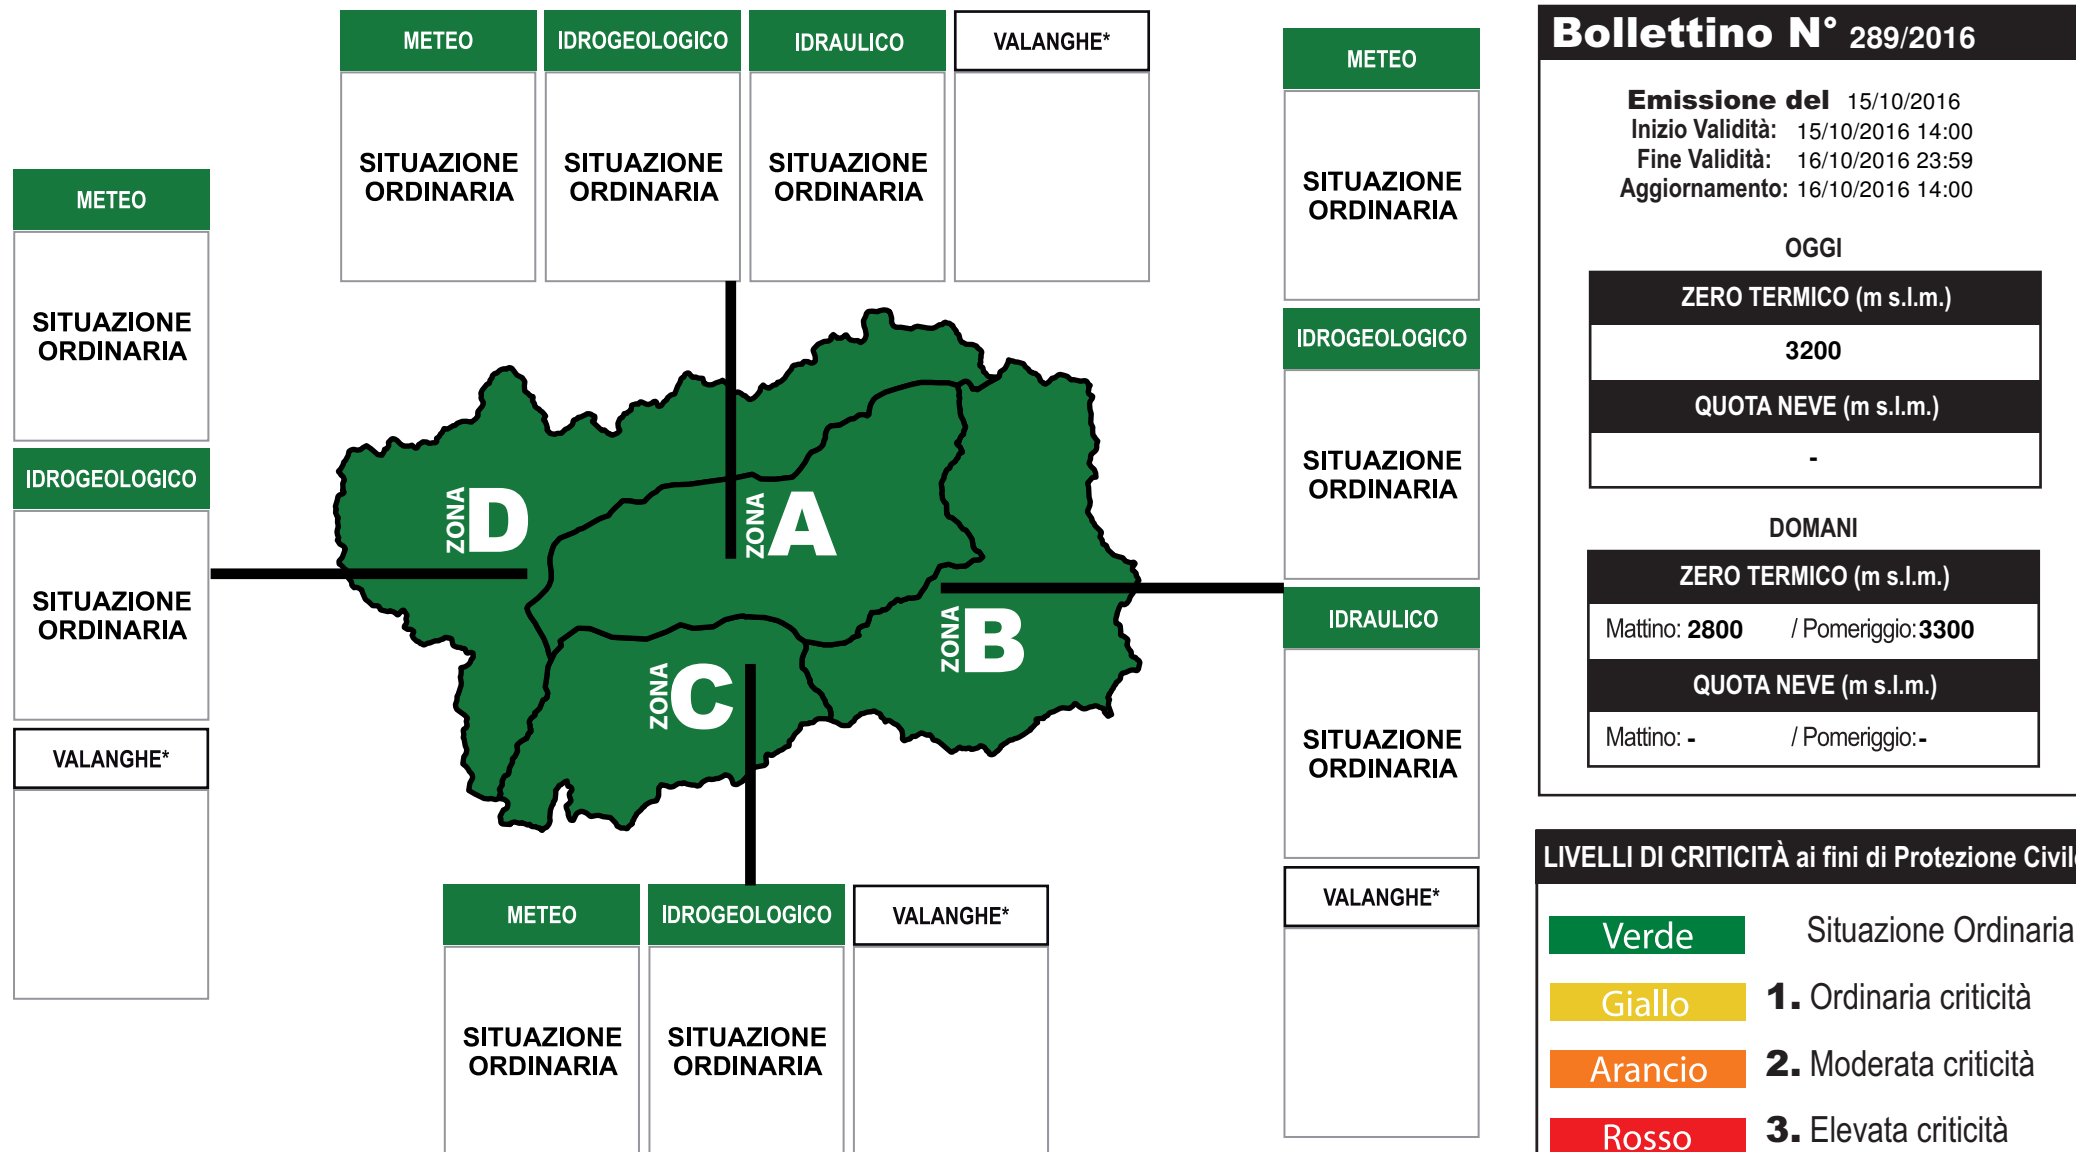 METEO
IDROGEOLOGICO
IDRAULICO
VALANGHE*
SITUAZIONE
ORDINARIA
SITUAZIONE
ORDINARIA
SITUAZIONE
ORDINARIA
METEO
SITUAZIONE
ORDINARIA
IDROGEOLOGICO
SITUAZIONE
ORDINARIA
VALANGHE*
ZONA D
ZONA A
ZONA B
ZONA C
METEO
SITUAZIONE
ORDINARIA
IDROGEOLOGICO
SITUAZIONE
ORDINARIA
IDRAULICO
SITUAZIONE
ORDINARIA
VALANGHE*
METEO
IDROGEOLOGICO
VALANGHE*
SITUAZIONE
ORDINARIA
SITUAZIONE
ORDINARIA
Bollettino N° 289/2016
Emissione del 15/10/2016
Inizio Validità: 15/10/2016 14:00
Fine Validità: 16/10/2016 23:59
Aggiornamento: 16/10/2016 14:00
OGGI
ZERO TERMICO (m s.l.m.)
3200
QUOTA NEVE (m s.l.m.)
-
DOMANI
ZERO TERMICO (m s.l.m.)
Mattino: 2800 / Pomeriggio: 3300
QUOTA NEVE (m s.l.m.)
Mattino: - / Pomeriggio: -
LIVELLI DI CRITICITÀ ai fini di Protezione Civile
Verde Situazione Ordinaria
Giallo 1. Ordinaria criticità
Arancio 2. Moderata criticità
Rosso 3. Elevata criticità